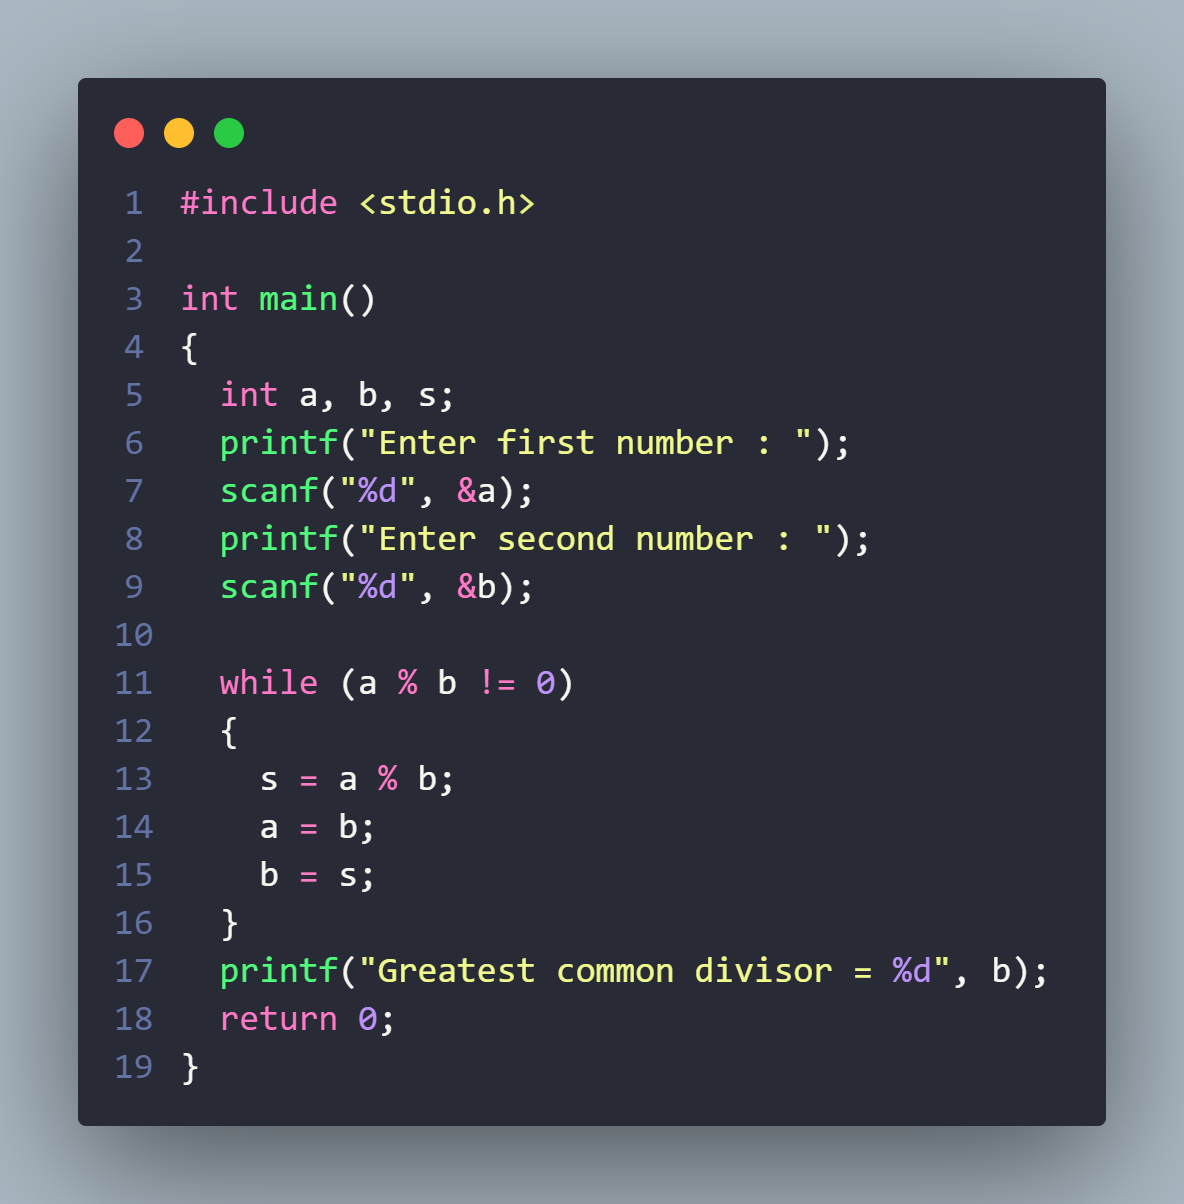 1 #include <stdio.h>
2
3 int main()
4 {
5   int a, b, s;
6   printf("Enter first number : ");
7   scanf("%d", &a);
8   printf("Enter second number : ");
9   scanf("%d", &b);
10
11   while (a % b != 0)
12   {
13     s = a % b;
14     a = b;
15     b = s;
16   }
17   printf("Greatest common divisor = %d", b);
18   return 0;
19 }